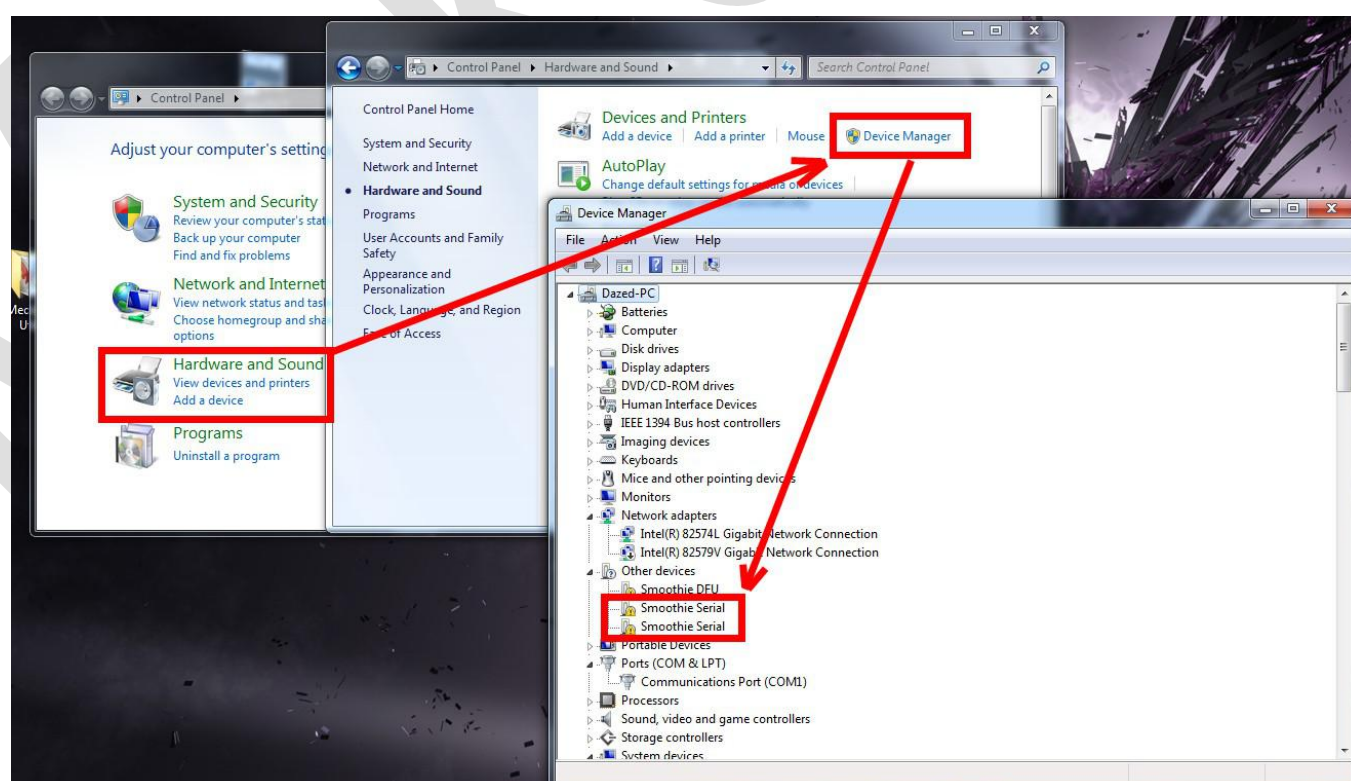 Control Panel
Adjust your computer's setting
System and Security
Review your computer's stat
Back up your computer
Find and fix problems
Network and Internet
View network status and task
Choose homegroup and sha
options
Hardware and Sound
View devices and printers
Add a device
Programs
Uninstall a program
Control Panel Hardware and Sound
Search Control Panel
Control Panel Home
System and Security
Network and Internet
Hardware and Sound
Programs
User Accounts and Family
Safety
Appearance and
Personalization
Clock, Language, and Region
Ease of Access
Devices and Printers
Add a device Add a printer Mouse Device Manager
AutoPlay
Change default settings for media or devices
Device Manager
File Action View Help
Dazed-PC
Batteries
Computer
Disk drives
Display adapters
DVD/CD-ROM drives
Human Interface Devices
IEEE 1394 Bus host controllers
Imaging devices
Keyboards
Mice and other pointing devices
Monitors
Network adapters
Intel(R) 82574L Gigabit Network Connection
Intel(R) 82579V Gigabit Network Connection
Other devices
Smoothie DFU
Smoothie Serial
Smoothie Serial
Portable Devices
Ports (COM & LPT)
Communications Port (COM1)
Processors
Sound, video and game controllers
Storage controllers
System devices